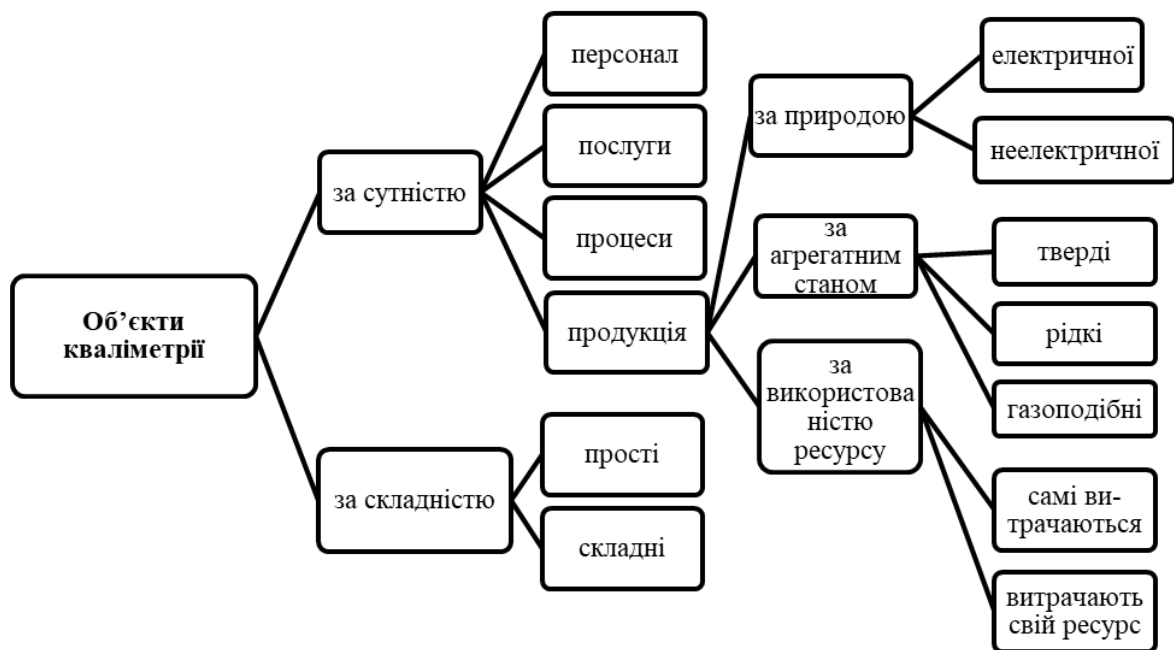 Об’єкти
кваліметрії
за сутністю
персонал
послуги
процеси
продукція
за природою
електричної
неелектричної
за
агрегатним
станом
тверді
рідкі
газоподібні
за
використова
ністю
ресурсу
самі ви-
трачаються
витрачають
свій ресурс
за складністю
прості
складні